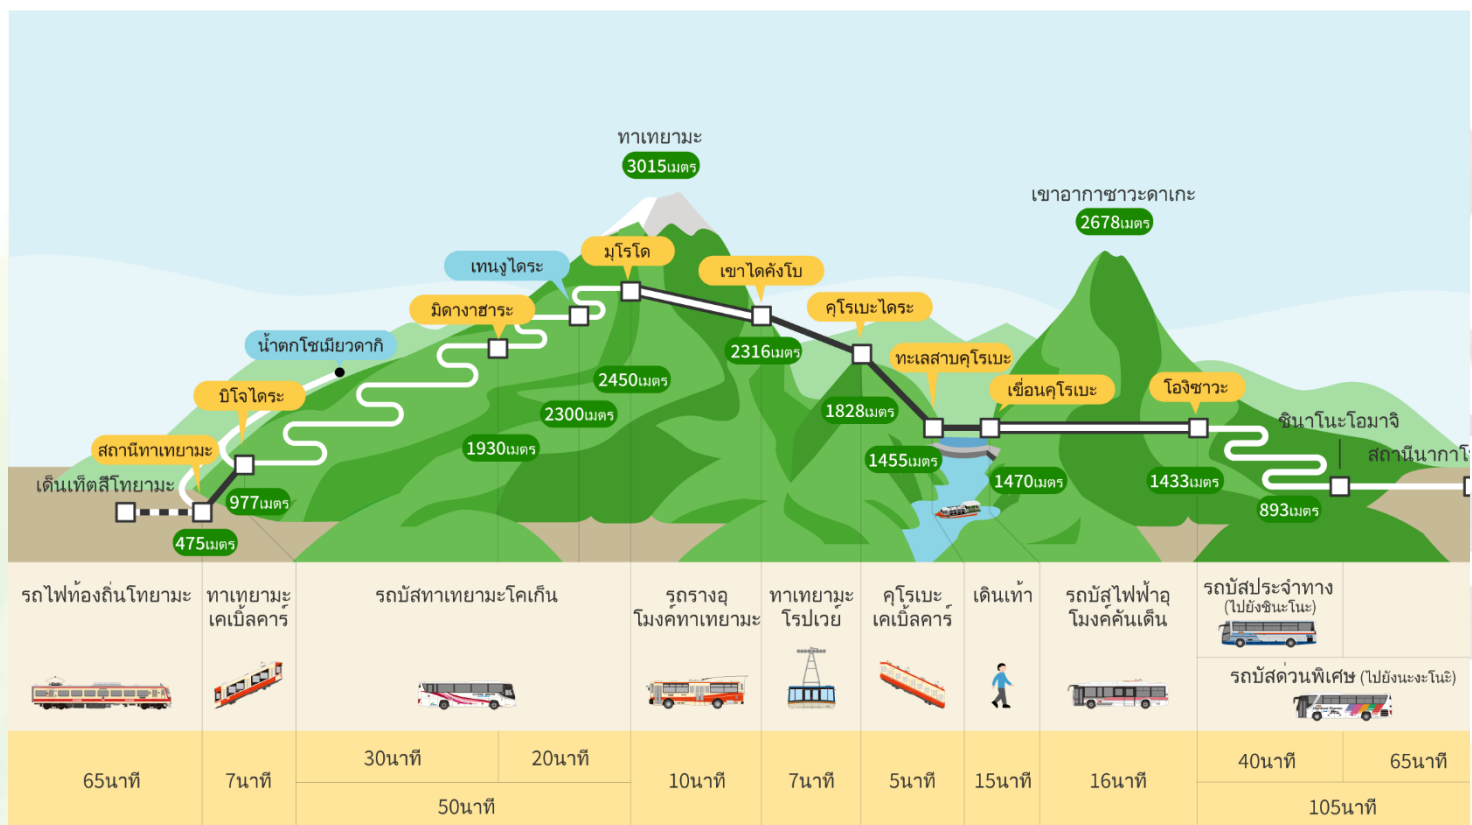 ทาเทยามะ
3015เมตร
เขาอากาซาวะดาเกะ
2678เมตร
มุโรโด
เทนงูไดระ
เขาไดคังโบ
มิดางาฮาระ
คุโรเบะไดระ
น้ำตกโชเมียวดากิ
2316เมตร
ทะเลสาบคุโรเบะ
2450เมตร
บิโจไดระ
เขื่อนคุโรเบะ
โองิซาวะ
2300เมตร
1828เมตร
ชินาโนะโอมาจิ
สถานีทาเทยามะ
1930เมตร
1455เมตร
สถานีนากาโ
เด็นเท็ตสึโทยามะ
977เมตร
1470เมตร
1433เมตร
893เมตร
475เมตร
รถไฟท้องถิ่นโทยามะ
ทาเทยามะ
เคเบิ้ลคาร์
รถบัสทาเทยามะโคเก็น
รถรางอุ
โมงค์ทาเทยามะ
ทาเทยามะ
โรปเวย์
คุโรเบะ
เคเบิ้ลคาร์
เดินเท้า
รถบัสไฟฟ้าอุ
โมงค์คันเด็น
รถบัสประจำทาง
(ไปยังชินะโนะ)
รถบัสด่วนพิเศษ (ไปยังนะงะโนะ)
65นาที
7นาที
30นาที
20นาที
50นาที
10นาที
7นาที
5นาที
15นาที
16นาที
40นาที
65นาที
105นาที